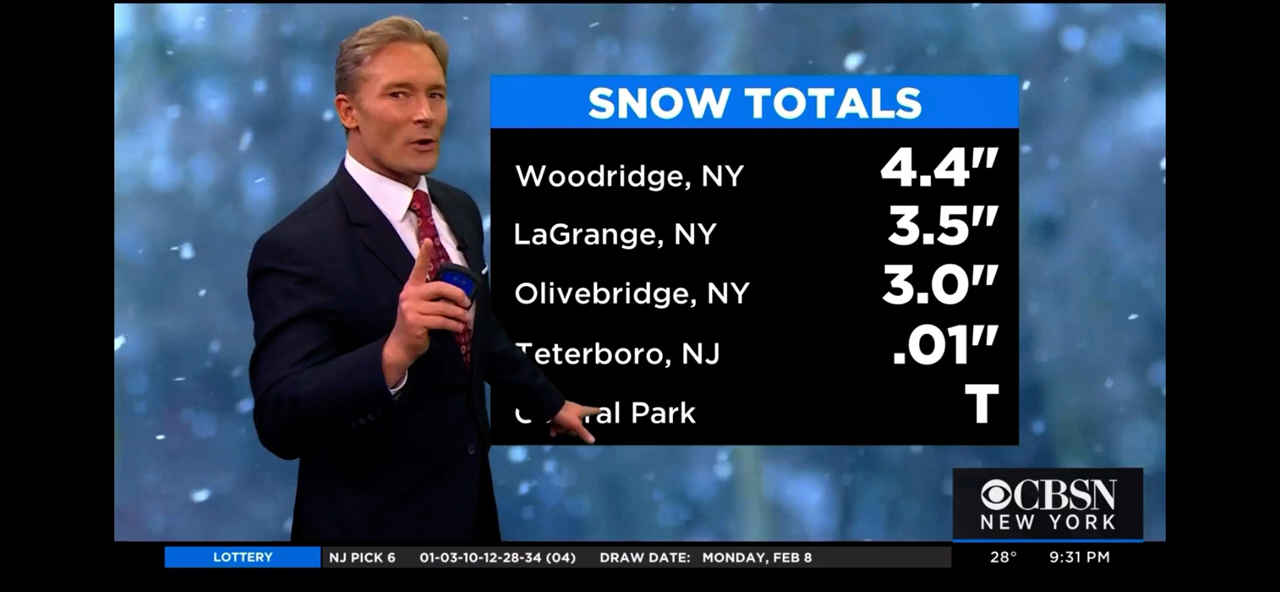 SNOW TOTALS
Woodridge, NY 4.4"
LaGrange, NY 3.5"
Olivebridge, NY 3.0"
Teterboro, NJ .01"
Park T
CBSN
NEW YORK
LOTTERY NJ PICK 6 01-03-10-12-28-34 (04) DRAW DATE: MONDAY, FEB 8 28° 9:31 PM